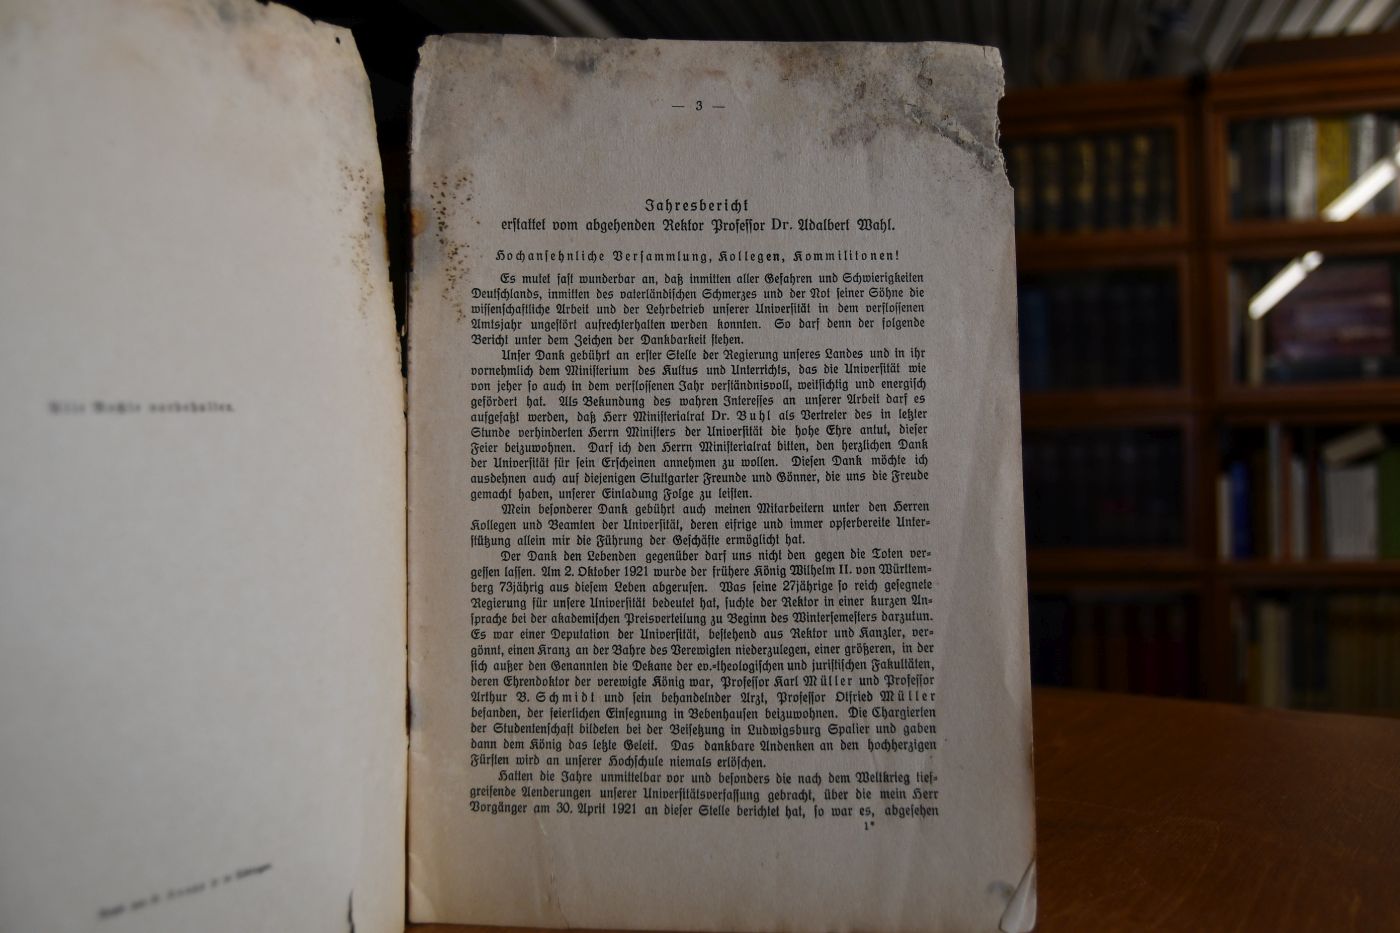 Alle Rechte vorbehalten.
— 3 —
Jahresbericht
erstattet vom abgehenden Rektor Professor Dr. Adalbert Wahl.
Hochansehnliche Versammlung, Kollegen, Kommilitonen!
Es mutet fast wunderbar an, daß inmitten aller Gefahren und Schwierigkeiten
Deutschlands, inmitten des vaterländischen Schmerzes und der Not seiner Söhne die
wissenschaftliche Arbeit und der Lehrbetrieb unserer Universität in dem verflossenen
Amtsjahr ungestört aufrechterhalten werden konnten. So darf denn der folgende
Bericht unter dem Zeichen der Dankbarkeit stehen.
Unser Dank gebührt an erster Stelle der Regierung unseres Landes und in ihr
vornehmlich dem Ministerium des Kultus und Unterrichts, das die Universität wie
von jeher so auch in dem verflossenen Jahr verständnisvoll, weitsichtig und energisch
gefördert hat. Als Bekundung des wahren Interesses an unserer Arbeit darf es
aufgefaßt werden, daß Herr Ministerialrat Dr. Buhl als Vertreter des in letzter
Stunde verhinderten Herrn Ministers der Universität die hohe Ehre antut, dieser
Feier beizuwohnen. Darf ich den Herrn Ministerialrat bitten, den herzlichen Dank
der Universität für sein Erscheinen annehmen zu wollen. Diesen Dank möchte ich
ausdehnen auch auf diejenigen Stuttgarter Freunde und Gönner, die uns die Freude
gemacht haben, unserer Einladung Folge zu leisten.
Mein besonderer Dank gebührt auch meinen Mitarbeitern unter den Herren
Kollegen und Beamten der Universität, deren eifrige und immer opferbereite Unter-
stützung allein mir die Führung der Geschäfte ermöglicht hat.
Der Dank den Lebenden gegenüber darf uns nicht den gegen die Toten ver-
gessen lassen. Am 2. Oktober 1921 wurde der frühere König Wilhelm II. von Württem-
berg 73jährig aus diesem Leben abgerufen. Was seine 27jährige so reich gesegnete
Regierung für unsere Universität bedeutet hat, suchte der Rektor in einer kurzen An-
sprache bei der akademischen Preisverteilung zu Beginn des Wintersemesters darzutun.
Es war einer Deputation der Universität, bestehend aus Rektor und Kanzler, ver-
gönnt, einen Kranz an der Bahre des Verewigten niederzulegen, einer größeren, in der
sich außer den Genannten die Dekane der ev.-theologischen und juristischen Fakultäten,
deren Ehrendoktor der verewigte König war, Professor Karl Müller und Professor
Arthur B. Schmidt und sein behandelnder Arzt, Professor Otfried Müller
befanden, der feierlichen Einsegnung in Bebenhausen beizuwohnen. Die Chargierten
der Studentenschaft bildeten bei der Beisetzung in Ludwigsburg Spalier und gaben
dann dem König das letzte Geleit. Das dankbare Andenken an den hochherzigen
Fürsten wird an unserer Hochschule niemals erlöschen.
Hatten die Jahre unmittelbar vor und besonders die nach dem Weltkrieg tief-
greifende Aenderungen unserer Universitätsverfassung gebracht, über die mein Herr
Vorgänger am 30. April 1921 an dieser Stelle berichtet hat, so war es, abgesehen
1*